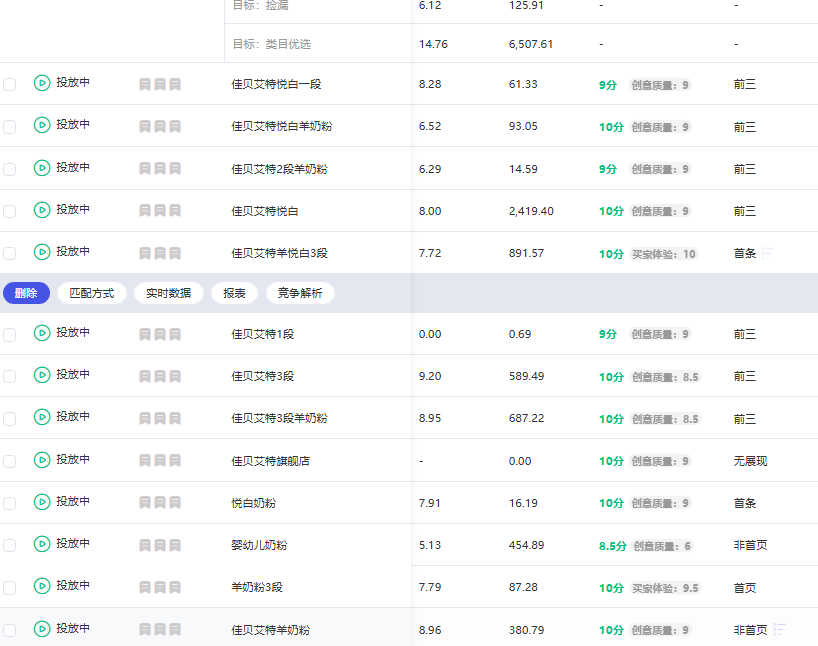 目标：捡漏 6.12 125.91 - -
目标：类目优选 14.76 6,507.61 - -
投放中 佳贝艾特悦白一段 8.28 61.33 9分 创意质量：9 前三
投放中 佳贝艾特悦白羊奶粉 6.52 93.05 10分 创意质量：9 前三
投放中 佳贝艾特2段羊奶粉 6.29 14.59 9分 创意质量：9 前三
投放中 佳贝艾特悦白 8.00 2,419.40 10分 创意质量：9 前三
投放中 佳贝艾特羊悦白3段 7.72 891.57 10分 买家体验：10 首条
删除 匹配方式 实时数据 报表 竞争解析
投放中 佳贝艾特1段 0.00 0.69 9分 创意质量：9 前三
投放中 佳贝艾特3段 9.20 589.49 10分 创意质量：8.5 前三
投放中 佳贝艾特3段羊奶粉 8.95 687.22 10分 创意质量：8.5 前三
投放中 佳贝艾特旗舰店 - 0.00 10分 创意质量：9 无展现
投放中 悦白奶粉 7.91 16.19 10分 创意质量：9 首条
投放中 婴幼儿奶粉 5.13 454.89 8.5分 创意质量：6 非首页
投放中 羊奶粉3段 7.79 87.28 10分 买家体验：9.5 首页
投放中 佳贝艾特羊奶粉 8.96 380.79 10分 创意质量：9 非首页